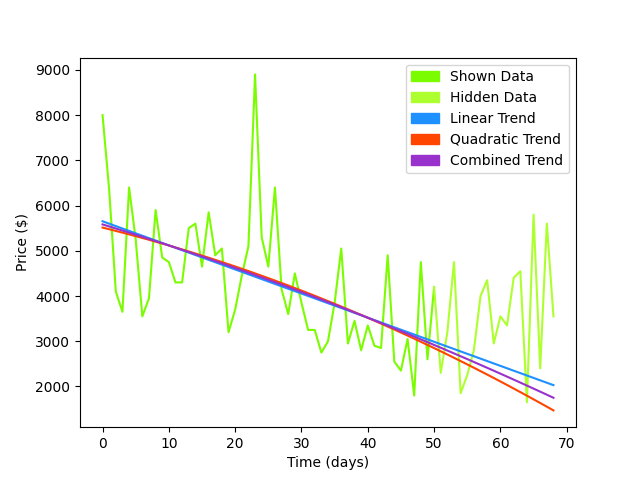 9000
8000
7000
6000
5000
4000
3000
2000
Price ($)
0 10 20 30 40 50 60 70
Time (days)
Shown Data
Hidden Data
Linear Trend
Quadratic Trend
Combined Trend